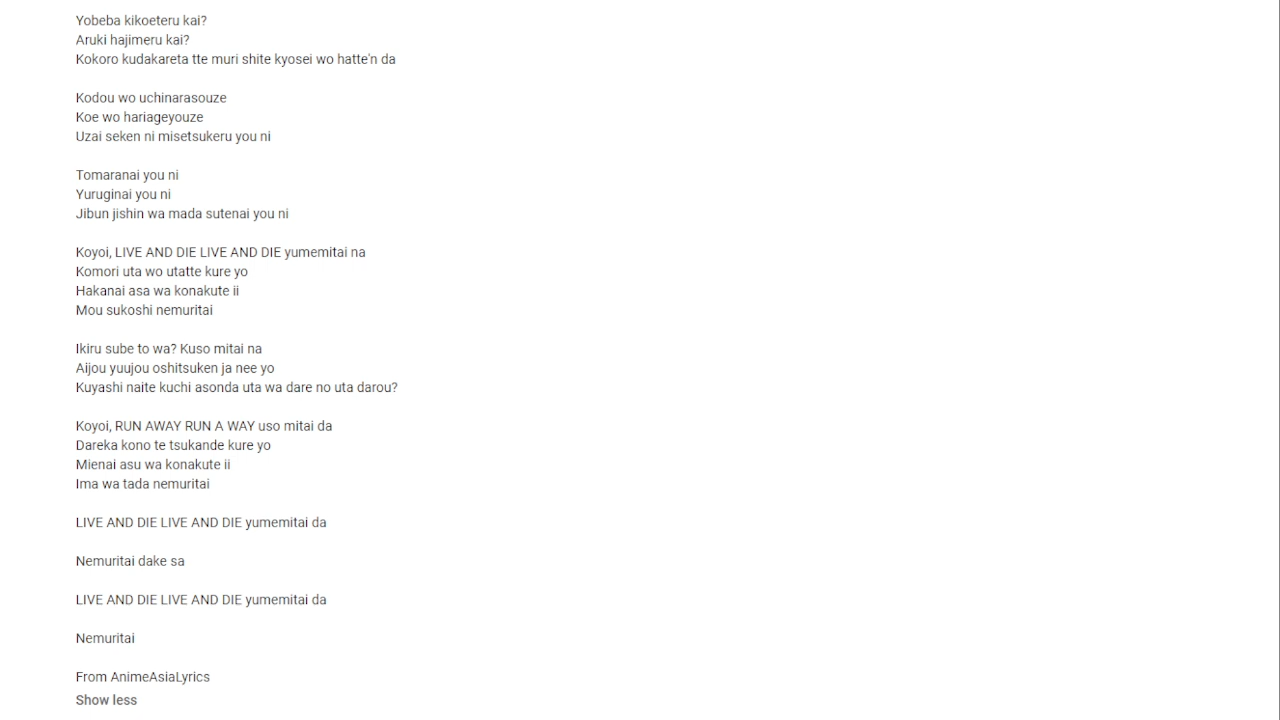 Yobeba kikoeteru kai?
Aruki hajimeru kai?
Kokoro kudakareta tte muri shite kyosei wo hatte'n da
Kodou wo uchinarasouze
Koe wo hariageyouze
Uzai seken ni misetsukeru you ni
Tomaranai you ni
Yuruginai you ni
Jibun jishin wa mada sutenai you ni
Koyoi, LIVE AND DIE LIVE AND DIE yumemitai na
Komori uta wo utatte kure yo
Hakanai asa wa konakute ii
Mou sukoshi nemuritai
Ikiru sube to wa? Kuso mitai na
Aijou yuujou oshitsuken ja nee yo
Kuyashi naite kuchi asonda uta wa dare no uta darou?
Koyoi, RUN AWAY RUN A WAY uso mitai da
Dareka kono te tsukande kure yo
Mienai asu wa konakute ii
Ima wa tada nemuritai
LIVE AND DIE LIVE AND DIE yumemitai da
Nemuritai dake sa
LIVE AND DIE LIVE AND DIE yumemitai da
Nemuritai
From AnimeAsiaLyrics
Show less